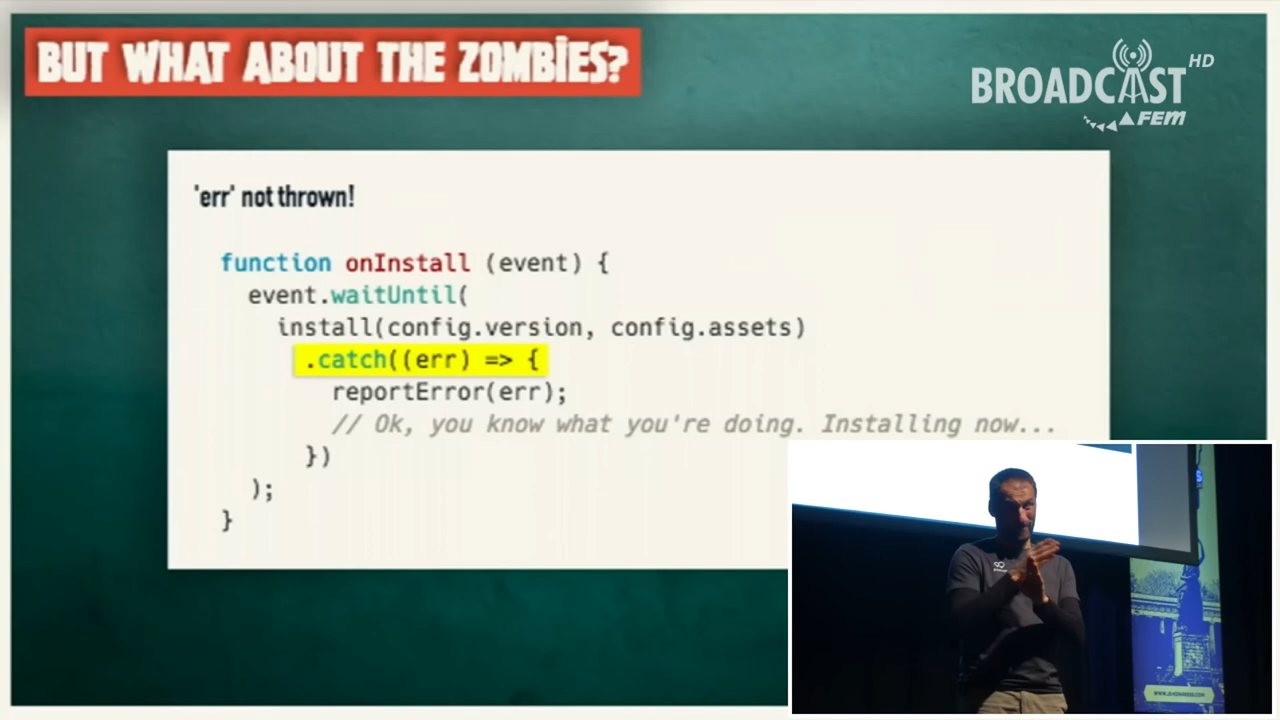 BUT WHAT ABOUT THE ZOMBIES?
BROADCAST HD
FEM
'err' not thrown!
function onInstall (event) {
event.waitUntil(
install(config.version, config.assets)
.catch((err) => {
reportError(err);
// Ok, you know what you're doing. Installing now...
})
);
}